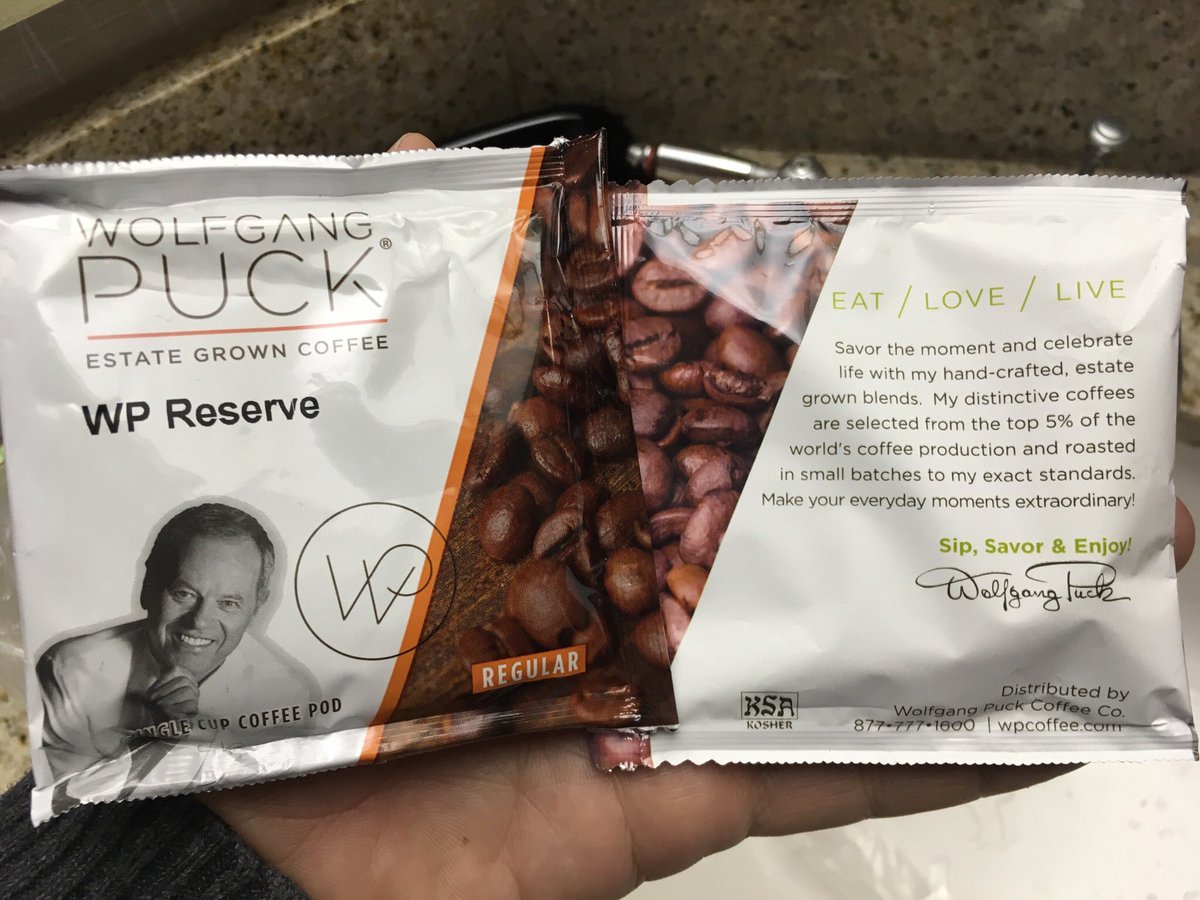 WOLFGANG
PUCK®
ESTATE GROWN COFFEE
WP Reserve
WP
REGULAR
SINGLE CUP COFFEE POD
EAT / LOVE / LIVE
Savor the moment and celebrate
life with my hand-crafted, estate
grown blends. My distinctive coffees
are selected from the top 5% of the
world's coffee production and roasted
in small batches to my exact standards.
Make your everyday moments extraordinary!
Sip, Savor & Enjoy!
Wolfgang Puck
KSA
KOSHER
Distributed by
Wolfgang Puck Coffee Co.
877•777•1600 | wpcoffee.com